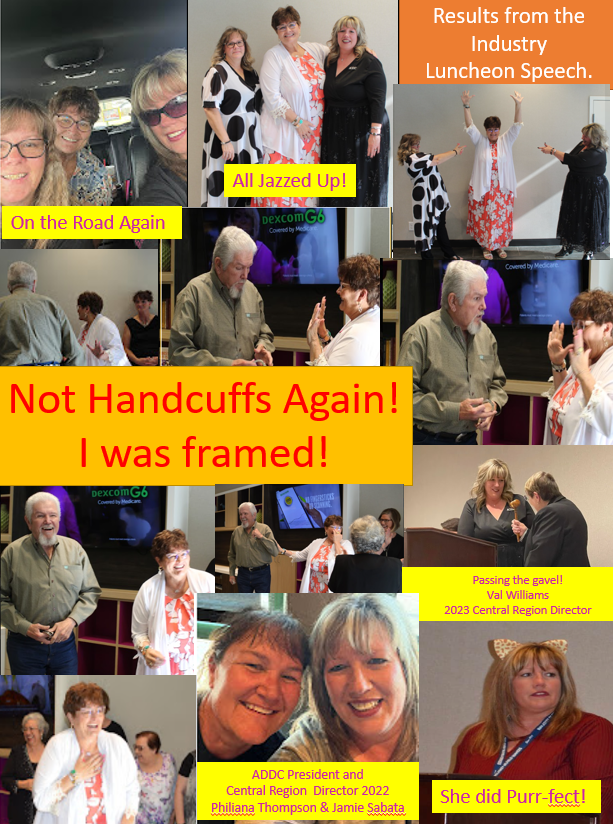 Results from the
Industry
Luncheon Speech.
All Jazzed Up!
On the Road Again
DexcomG6
Covered by Medicare
Covered by Medicare.
Not Handcuffs Again!
I was framed!
DexcomG6
Covered by Medicare
NO FINGERSTICKS
Passing the gavel!
Val Williams
2023 Central Region Director
ADDC President and
Central Region Director 2022
Philiana Thompson & Jamie Sabata
She did Purr-fect!